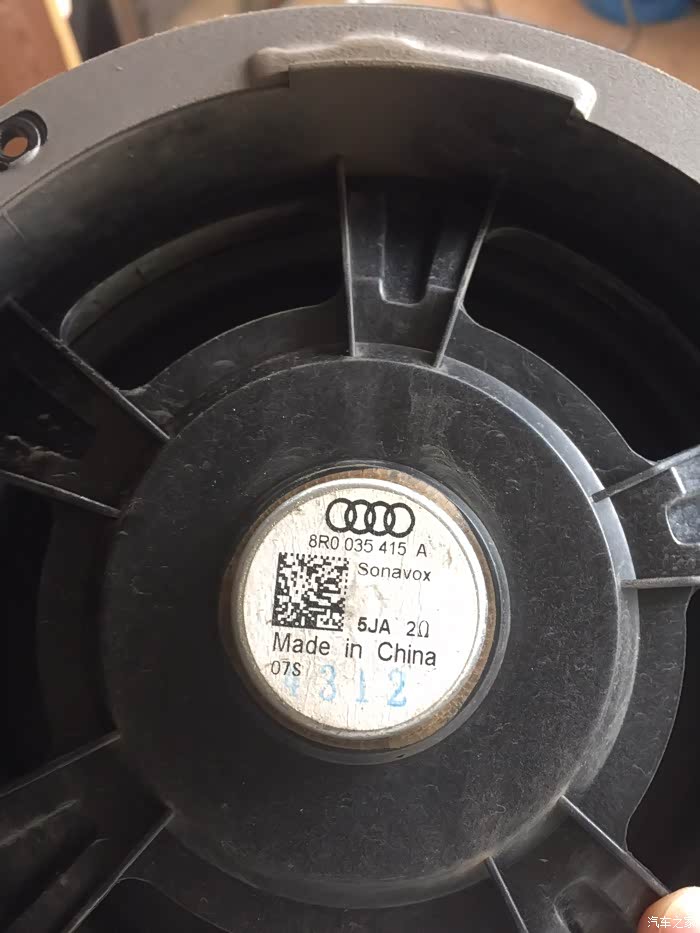 8R0 035 415 A
Sonavox
5JA 2Ω
Made in China
07S
4312
汽车之家